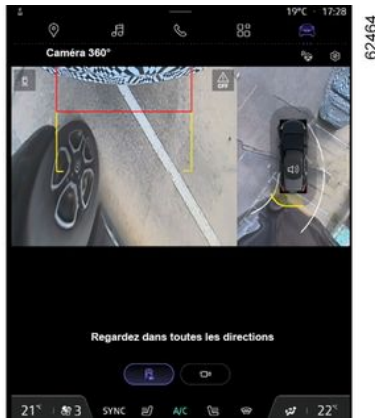 19°C · 17:28
Caméra 360°
OFF
Regardez dans toutes les directions
21° 3 SYNC A/C 22°
62464